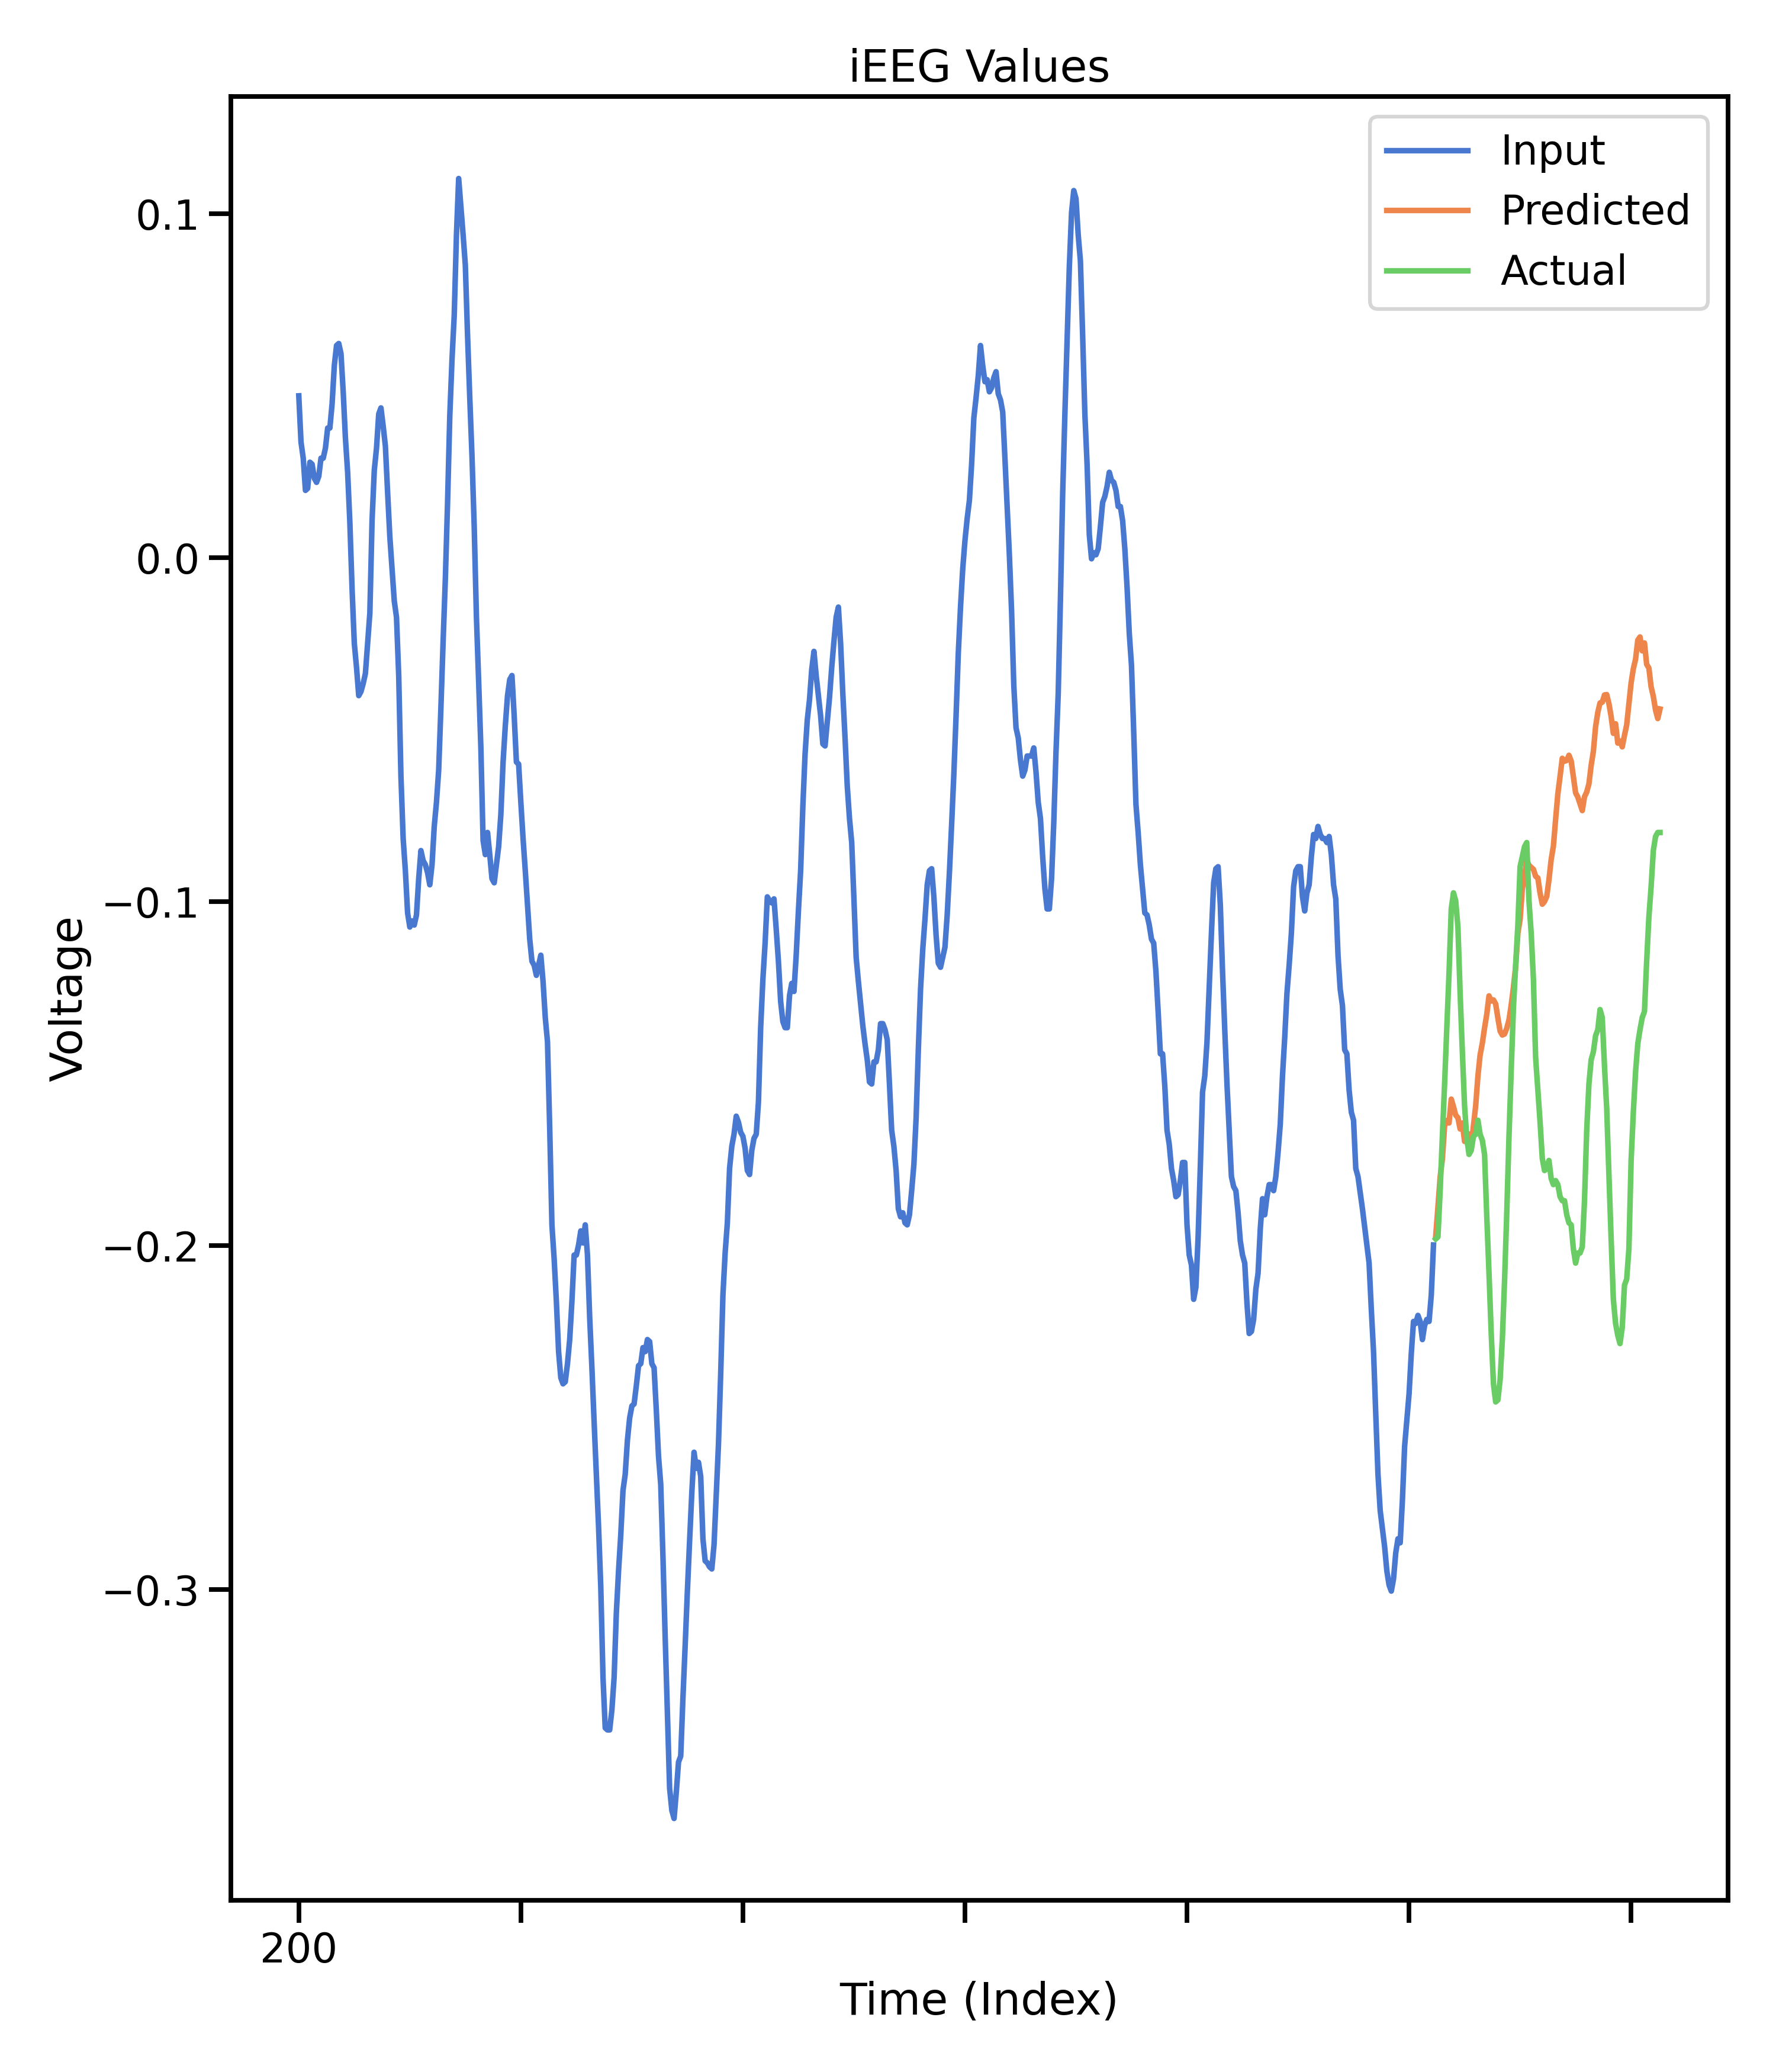 iEEG Values
Input
Predicted
Actual
0.1
0.0
−0.1
−0.2
−0.3
Voltage
200
Time (Index)